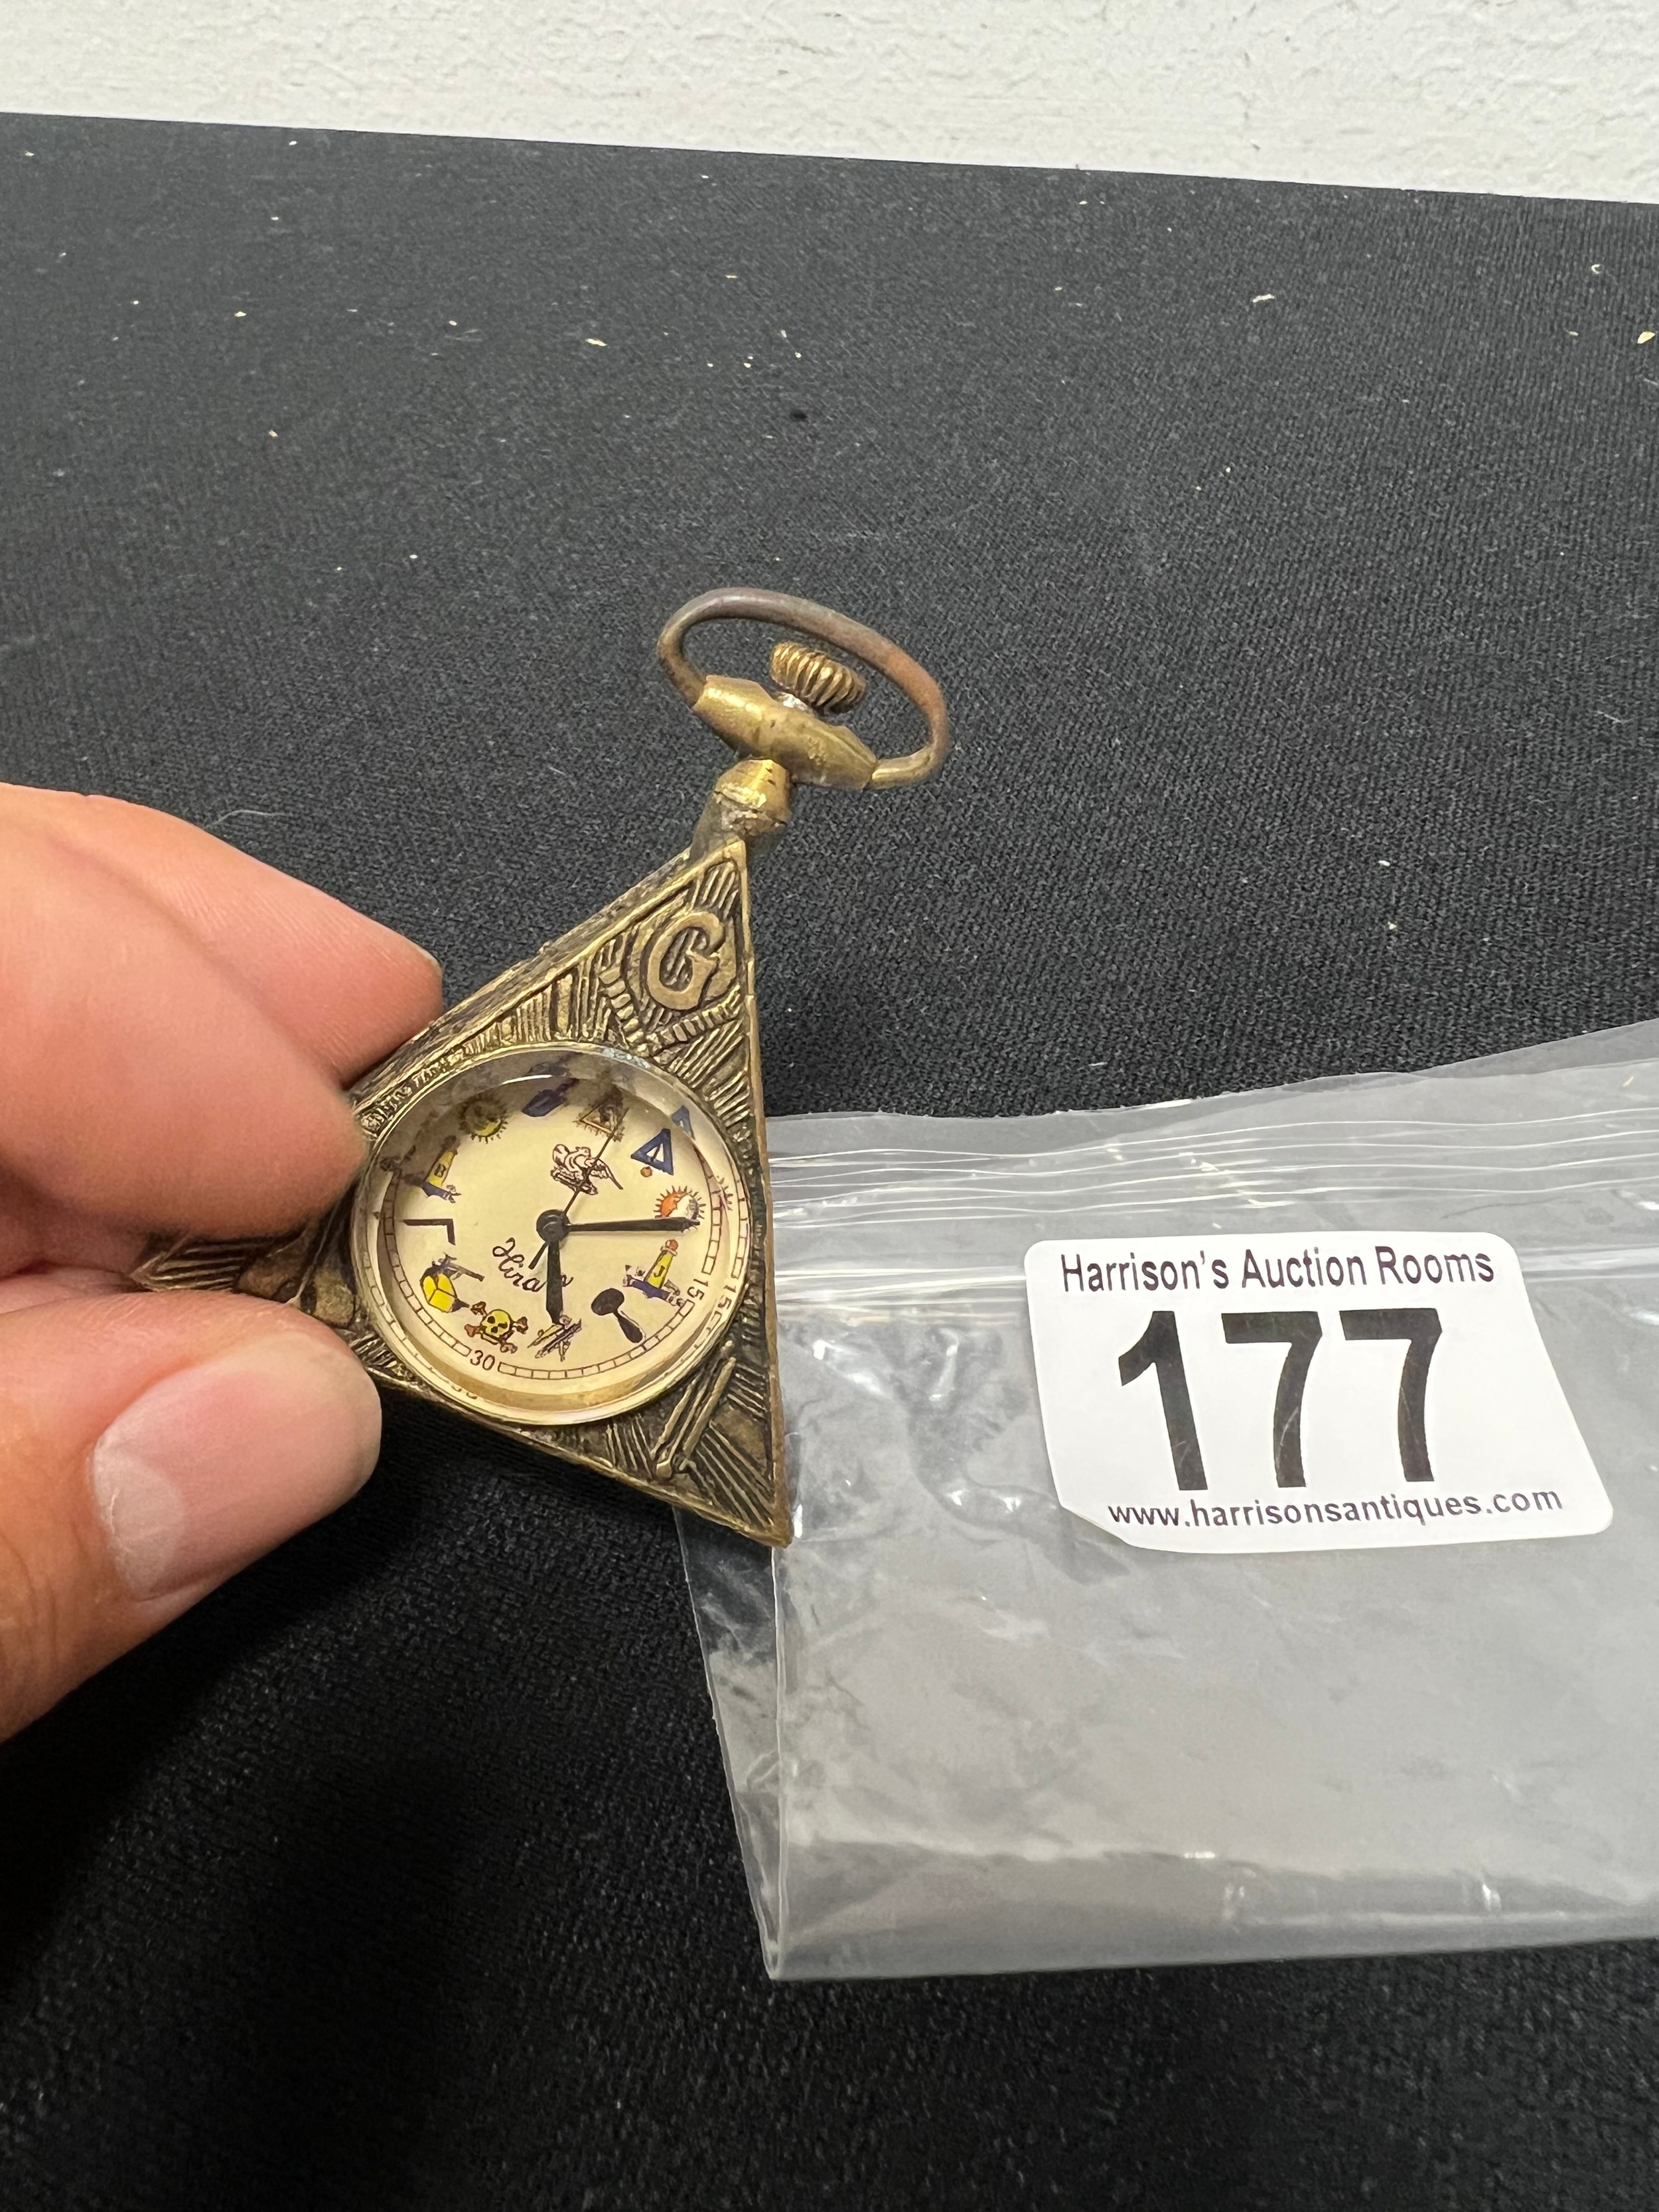 G
B
Hiram
J
15
30
Harrison's Auction Rooms
177
www.harrisonsantiques.com